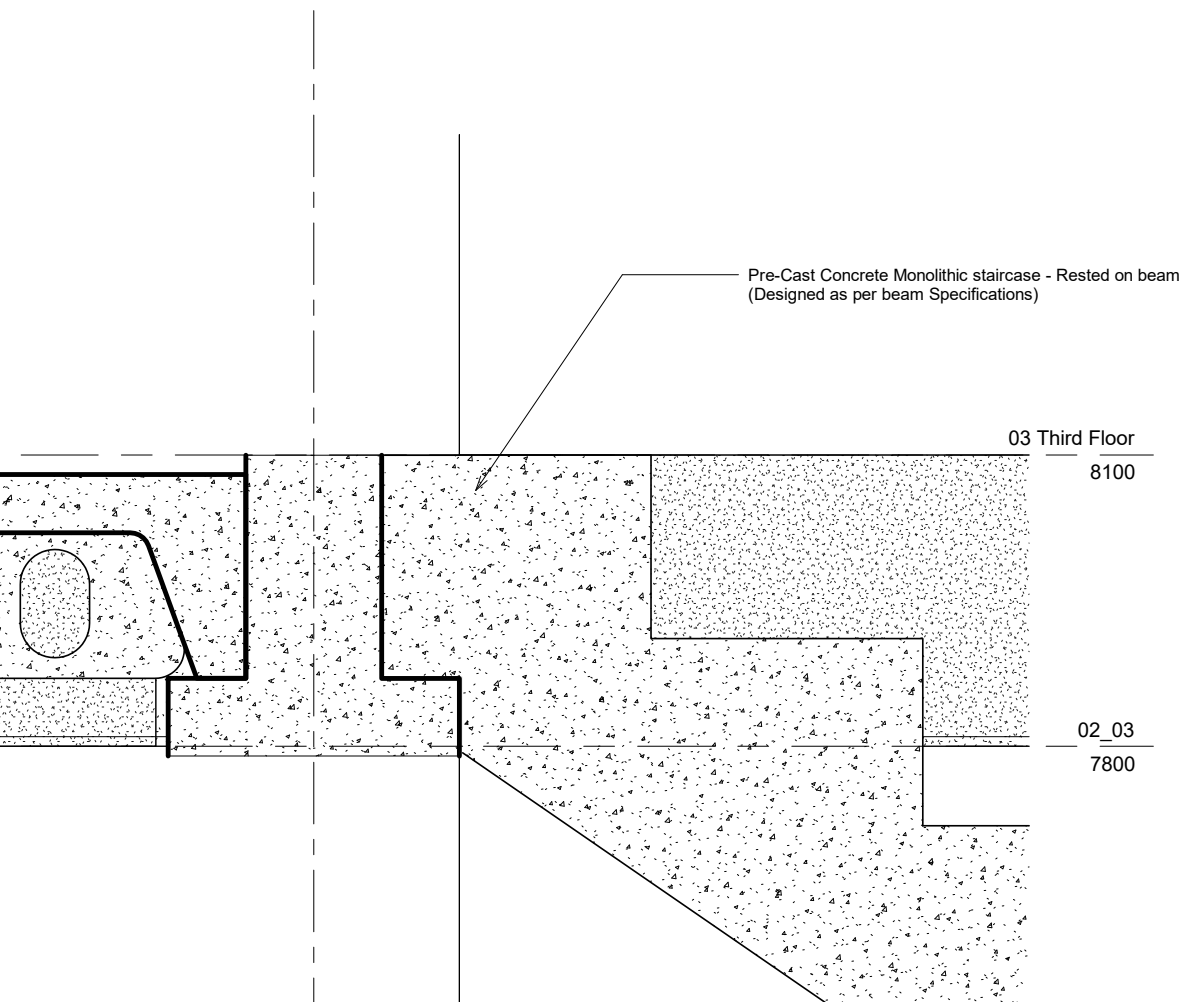 Pre-Cast Concrete Monolithic staircase - Rested on beam
(Designed as per beam Specifications)
03 Third Floor
8100
02_03
7800